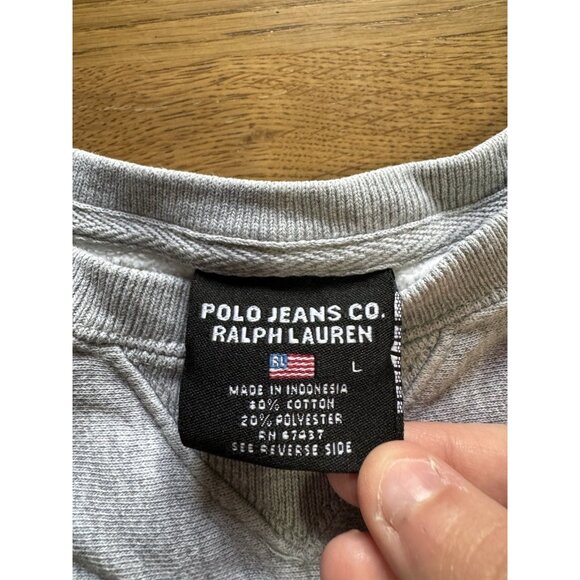 POLO JEANS CO.
RALPH LAUREN
RL
L
MADE IN INDONESIA
80% COTTON
20% POLYESTER
RN 67437
SEE REVERSE SIDE